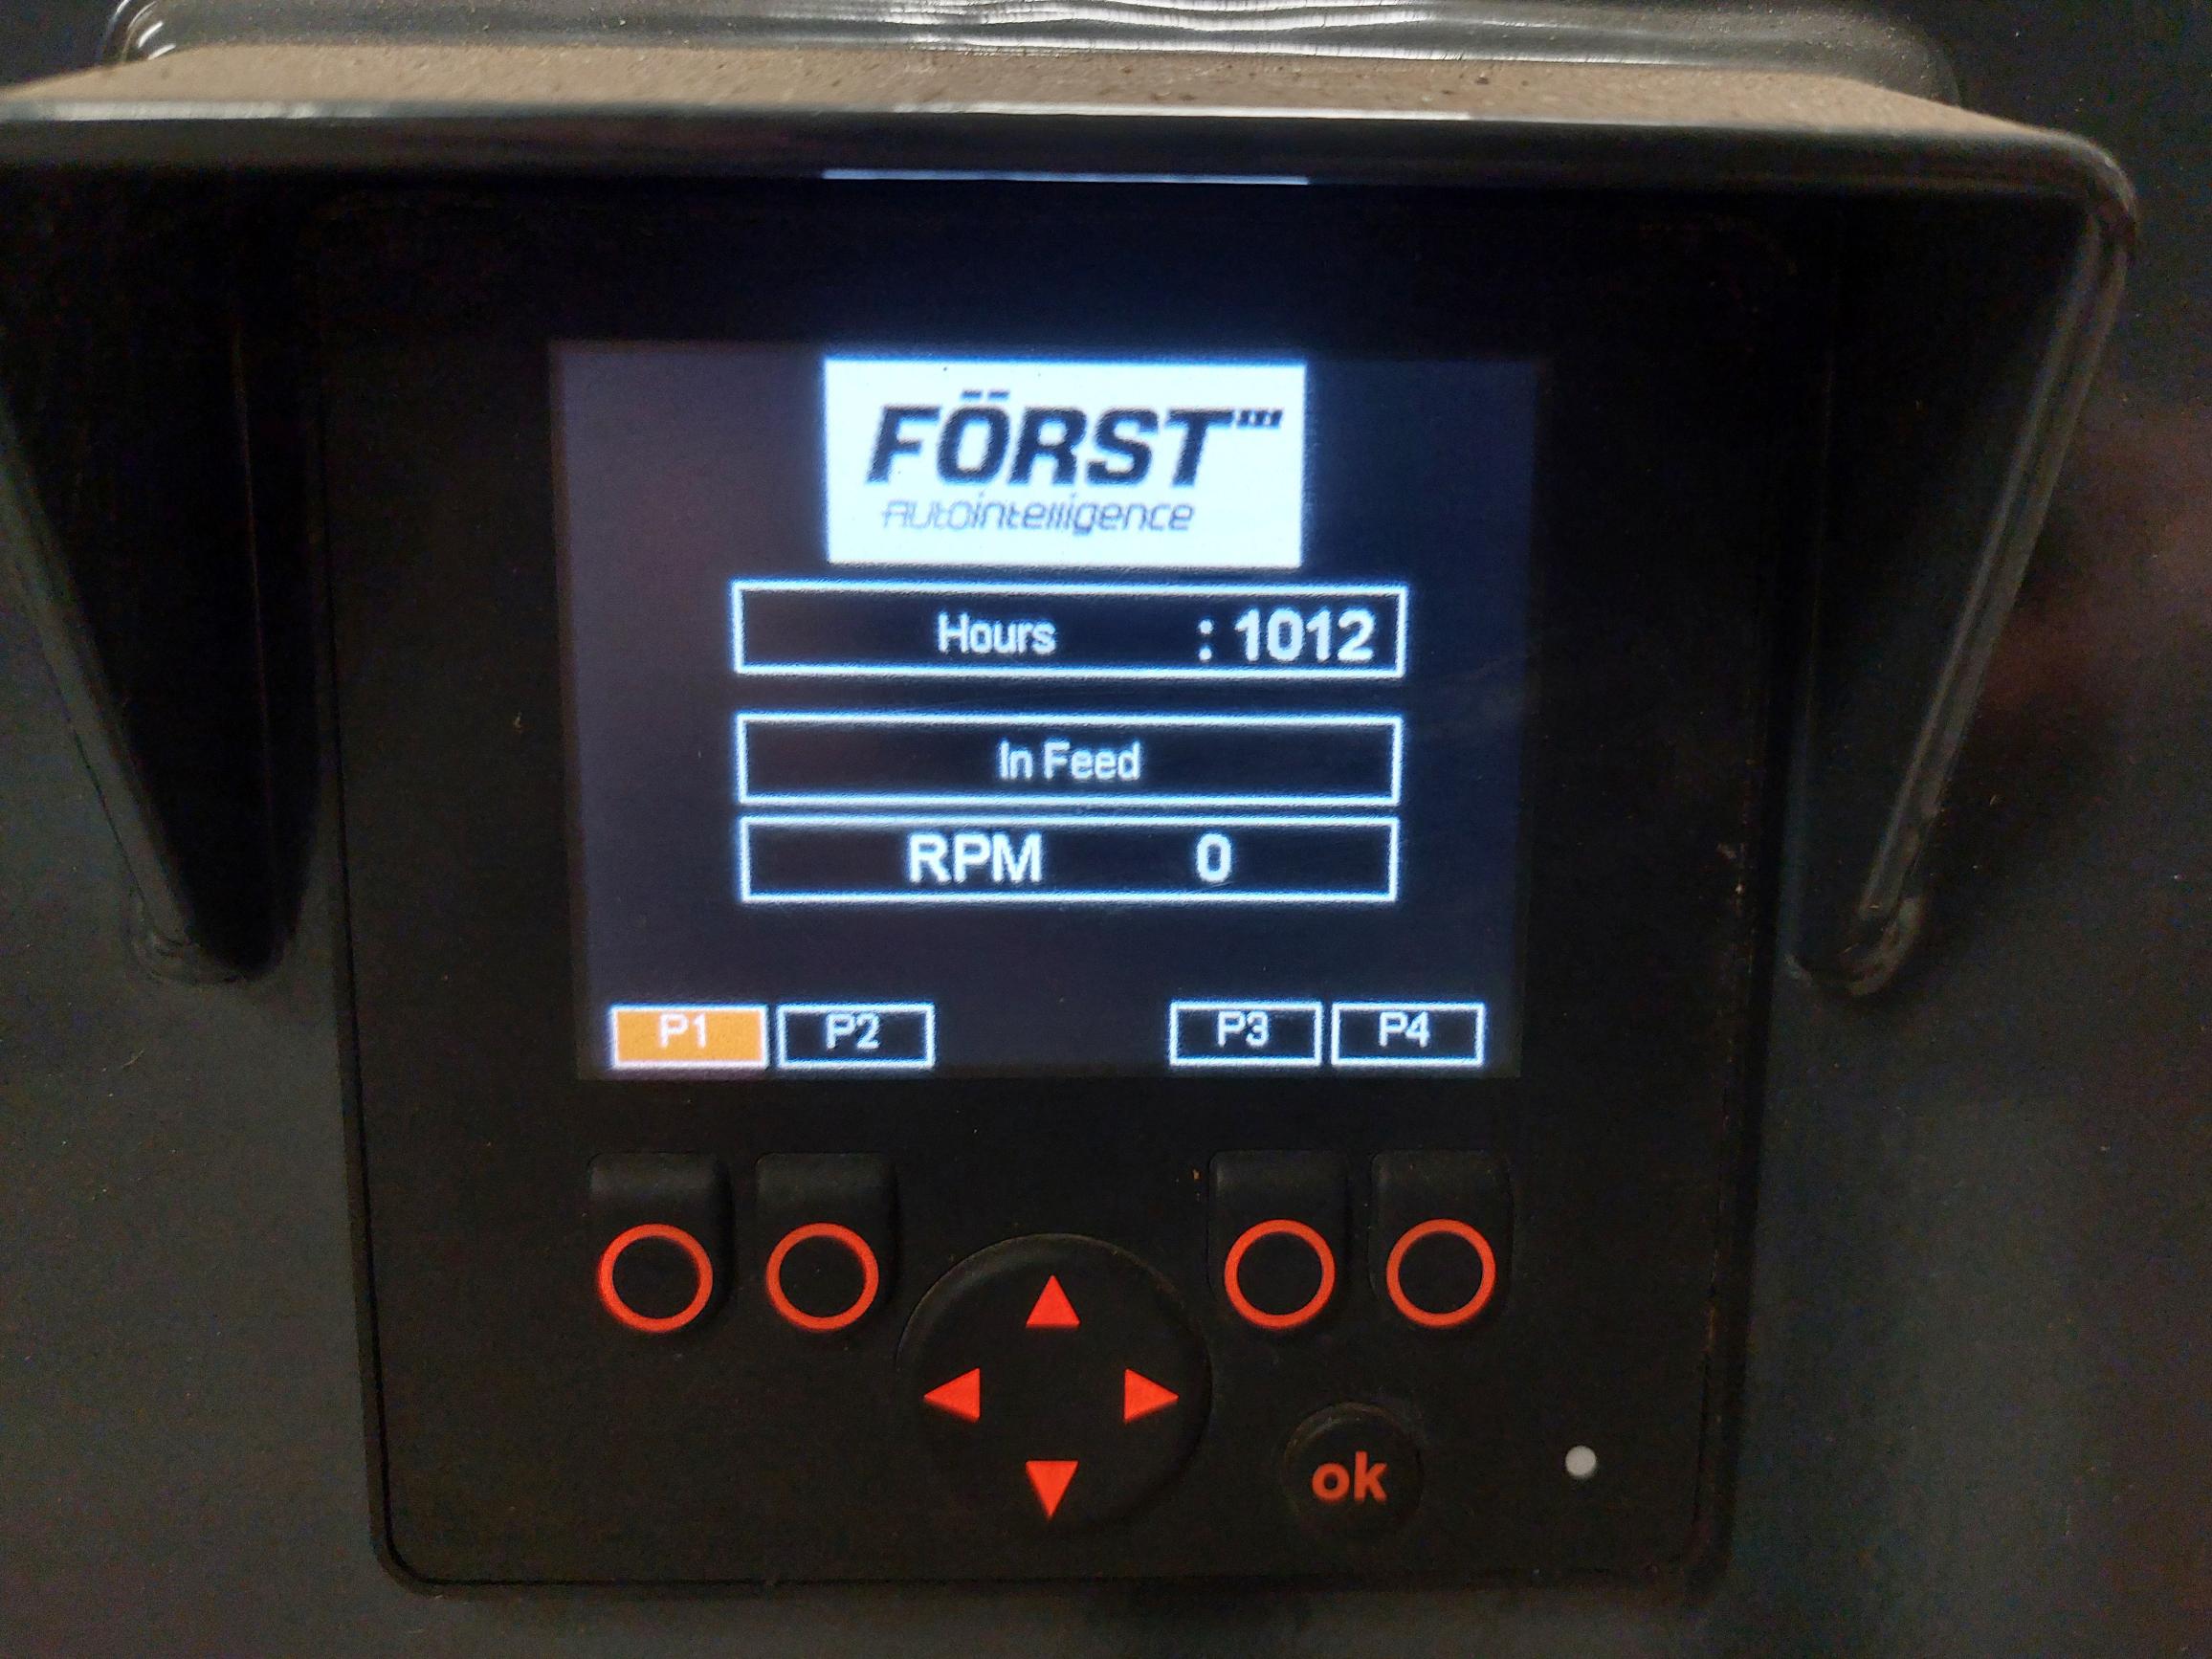 FÖRST
AutoIntelligence
Hours : 1012
In Feed
RPM 0
P1 P2 P3 P4
ok